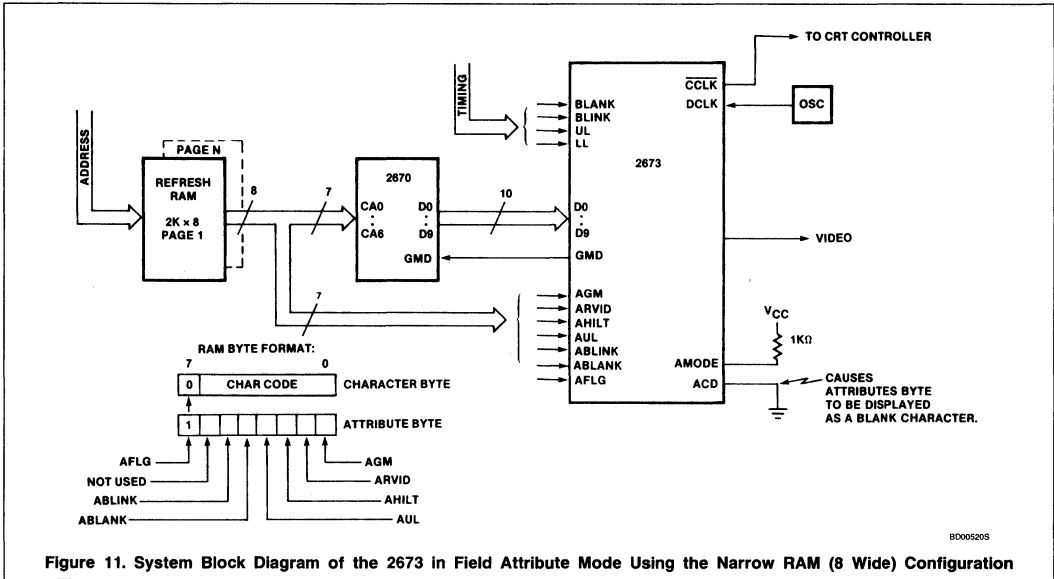 TO CRT CONTROLLER
ADDRESS
TIMING
CCLK
DCLK
OSC
BLANK
BLINK
UL
LL
2673
PAGE N
REFRESH
RAM
2K × 8
PAGE 1
8
7
2670
CA0
:
CA6
D0
:
D9
GMD
10
D0
:
D9
GMD
VIDEO
7
AGM
ARVID
AHILT
AUL
ABLINK
ABLANK
AFLG
VCC
1KΩ
AMODE
ACD
CAUSES
ATTRIBUTES BYTE
TO BE DISPLAYED
AS A BLANK CHARACTER.
RAM BYTE FORMAT:
7 0
0 CHAR CODE CHARACTER BYTE
1 ATTRIBUTE BYTE
AFLG
NOT USED
ABLINK
ABLANK
AGM
ARVID
AHILT
AUL
BD00520S
Figure 11. System Block Diagram of the 2673 in Field Attribute Mode Using the Narrow RAM (8 Wide) Configuration